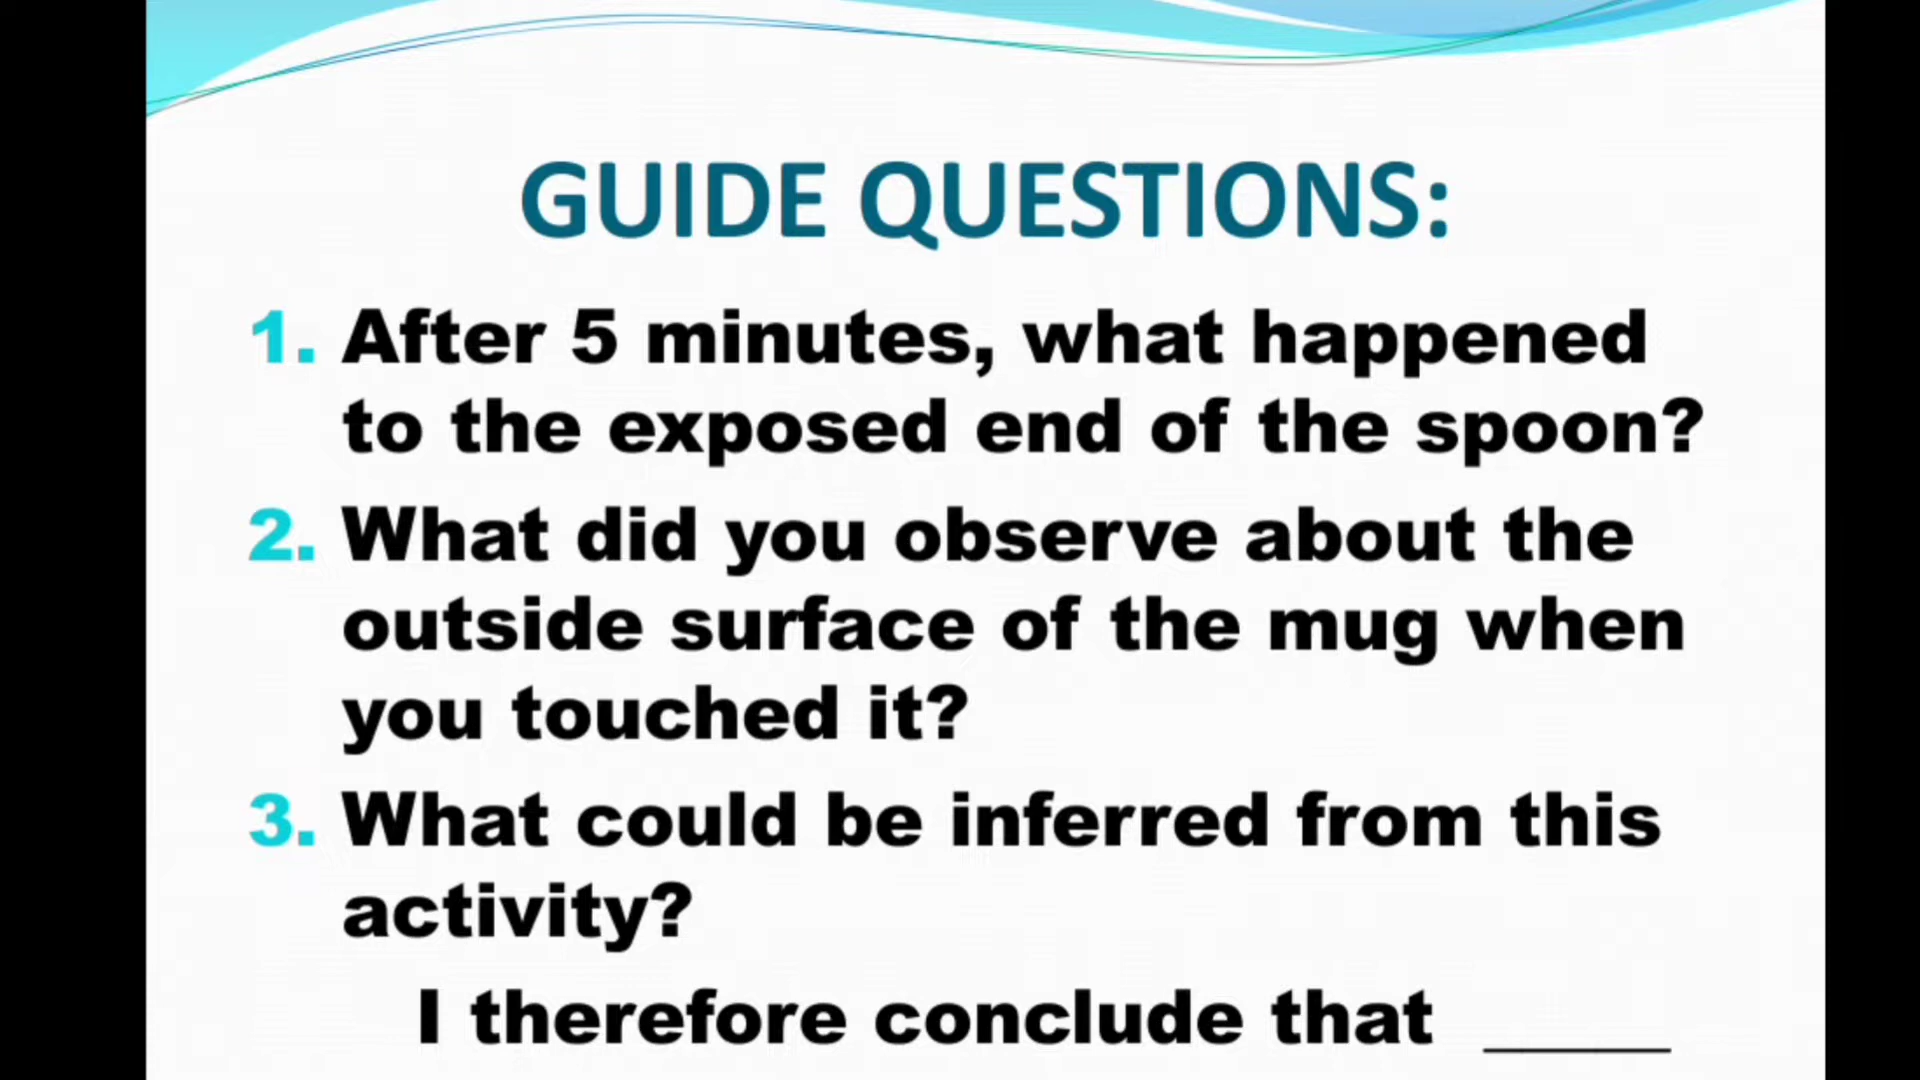 GUIDE QUESTIONS:
1. After 5 minutes, what happened
to the exposed end of the spoon?
2. What did you observe about the
outside surface of the mug when
you touched it?
3. What could be inferred from this
activity?
I therefore conclude that _____